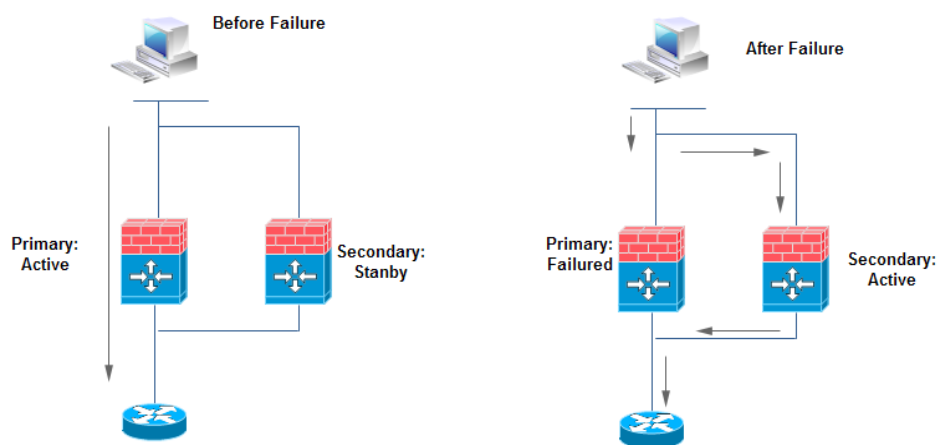 Before Failure
Primary:
Active
Secondary:
Stanby
After Failure
Primary:
Failured
Secondary:
Active